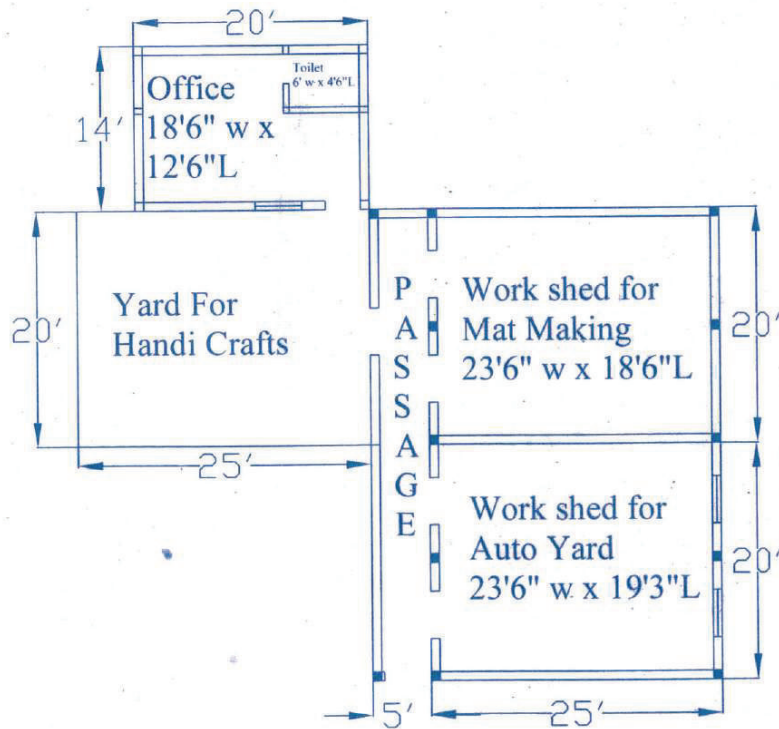 20'
Toilet
6' w x 4'6"L
Office
18'6" w x
12'6"L
14'
Yard For
Handi Crafts
20'
25'
PASSAGE
Work shed for
Mat Making
23'6" w x 18'6"L
20'
Work shed for
Auto Yard
23'6" w x 19'3"L
20'
5'
25'